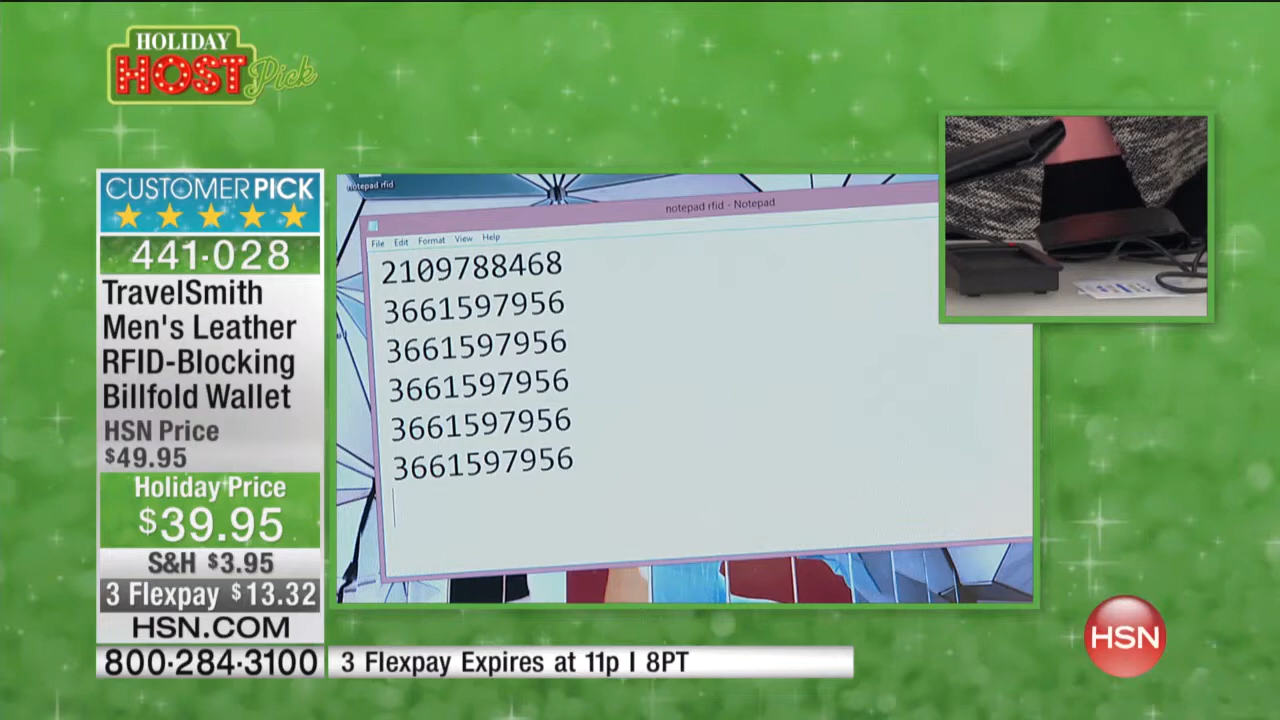 HOLIDAY
HOST
Pick
CUSTOMER PICK
441·028
TravelSmith
Men's Leather
RFID-Blocking
Billfold Wallet
HSN Price
$49.95
Holiday Price
$39.95
S&H $3.95
3 Flexpay $13.32
HSN.COM
800·284·3100
notepad rfid
notepad rfid - Notepad
File Edit Format View Help
2109788468
3661597956
3661597956
3661597956
3661597956
3661597956
3 Flexpay Expires at 11p I 8PT
HSN